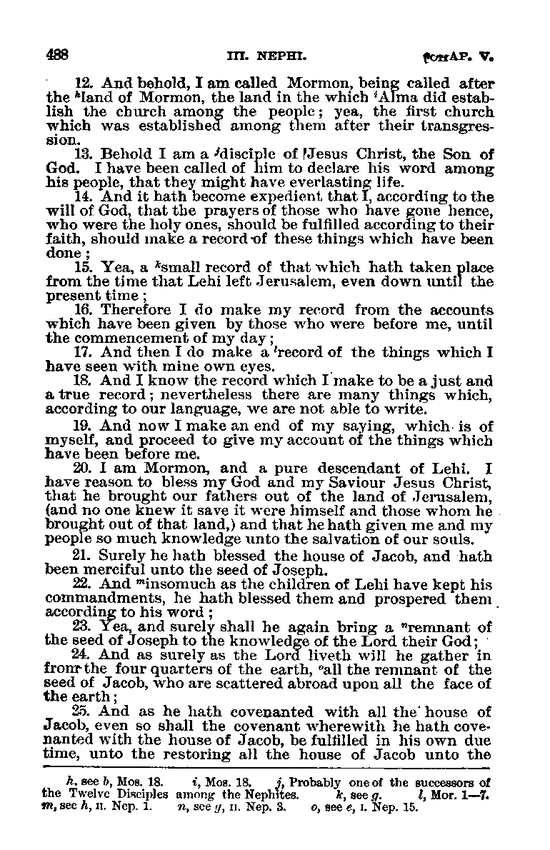 488 III. NEPHI. [CHAP. V.
12. And behold, I am called Mormon, being called after
the ʰland of Mormon, the land in the which ⁱAlma did estab-
lish the church among the people; yea, the first church
which was established among them after their transgres-
sion.
13. Behold I am a ʲdisciple of Jesus Christ, the Son of
God. I have been called of him to declare his word among
his people, that they might have everlasting life.
14. And it hath become expedient that I, according to the
will of God, that the prayers of those who have gone hence,
who were the holy ones, should be fulfilled according to their
faith, should make a record of these things which have been
done;
15. Yea, a ᵏsmall record of that which hath taken place
from the time that Lehi left Jerusalem, even down until the
present time;
16. Therefore I do make my record from the accounts
which have been given by those who were before me, until
the commencement of my day;
17. And then I do make a ˡrecord of the things which I
have seen with mine own eyes.
18. And I know the record which I make to be a just and
a true record; nevertheless there are many things which,
according to our language, we are not able to write.
19. And now I make an end of my saying, which is of
myself, and proceed to give my account of the things which
have been before me.
20. I am Mormon, and a pure descendant of Lehi. I
have reason to bless my God and my Saviour Jesus Christ,
that he brought our fathers out of the land of Jerusalem,
(and no one knew it save it were himself and those whom he
brought out of that land,) and that he hath given me and my
people so much knowledge unto the salvation of our souls.
21. Surely he hath blessed the house of Jacob, and hath
been merciful unto the seed of Joseph.
22. And ᵐinsomuch as the children of Lehi have kept his
commandments, he hath blessed them and prospered them
according to his word;
23. Yea, and surely shall he again bring a ⁿremnant of
the seed of Joseph to the knowledge of the Lord their God;
24. And as surely as the Lord liveth will he gather in
from the four quarters of the earth, ᵒall the remnant of the
seed of Jacob, who are scattered abroad upon all the face of
the earth;
25. And as he hath covenanted with all the house of
Jacob, even so shall the covenant wherewith he hath cove-
nanted with the house of Jacob, be fulfilled in his own due
time, unto the restoring all the house of Jacob unto the
h, see b, Mos. 18. i, Mos. 18. j, Probably one of the successors of
the Twelve Disciples among the Nephites. k, see g. l, Mor. 1—7.
m, see h, II. Nep. 1. n, see g, II. Nep. 3. o, see e, I. Nep. 15.